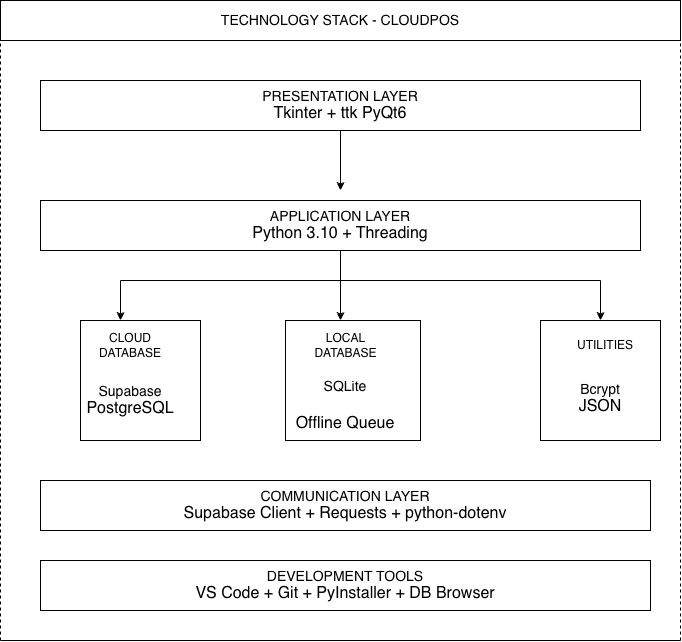 TECHNOLOGY STACK - CLOUDPOS
PRESENTATION LAYER
Tkinter + ttk PyQt6
APPLICATION LAYER
Python 3.10 + Threading
CLOUD
DATABASE
Supabase
PostgreSQL
LOCAL
DATABASE
SQLite
Offline Queue
UTILITIES
Bcrypt
JSON
COMMUNICATION LAYER
Supabase Client + Requests + python-dotenv
DEVELOPMENT TOOLS
VS Code + Git + PyInstaller + DB Browser